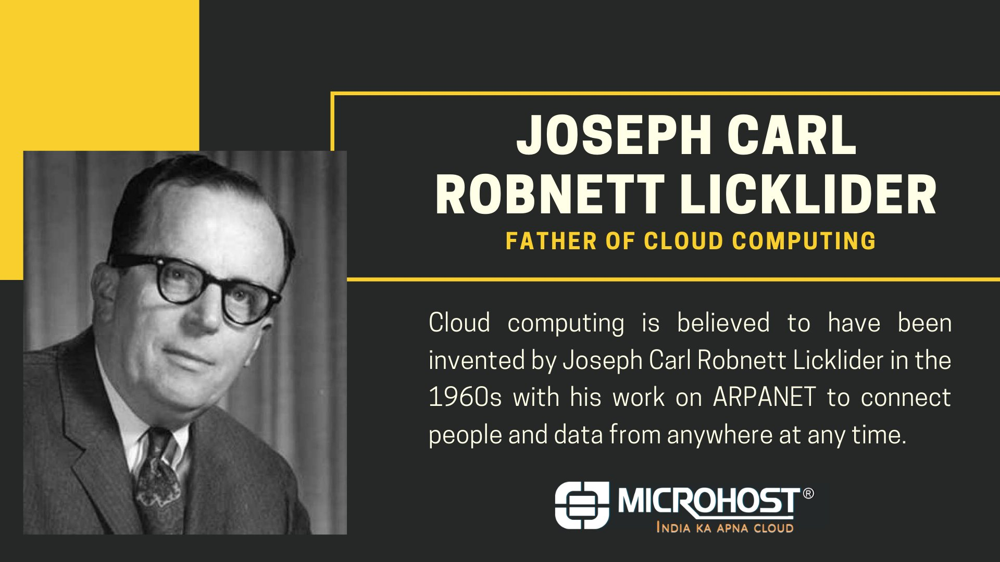 JOSEPH CARL
ROBNETT LICKLIDER
FATHER OF CLOUD COMPUTING
Cloud computing is believed to have been
invented by Joseph Carl Robnett Licklider in the
1960s with his work on ARPANET to connect
people and data from anywhere at any time.
MICROHOST®
INDIA KA APNA CLOUD